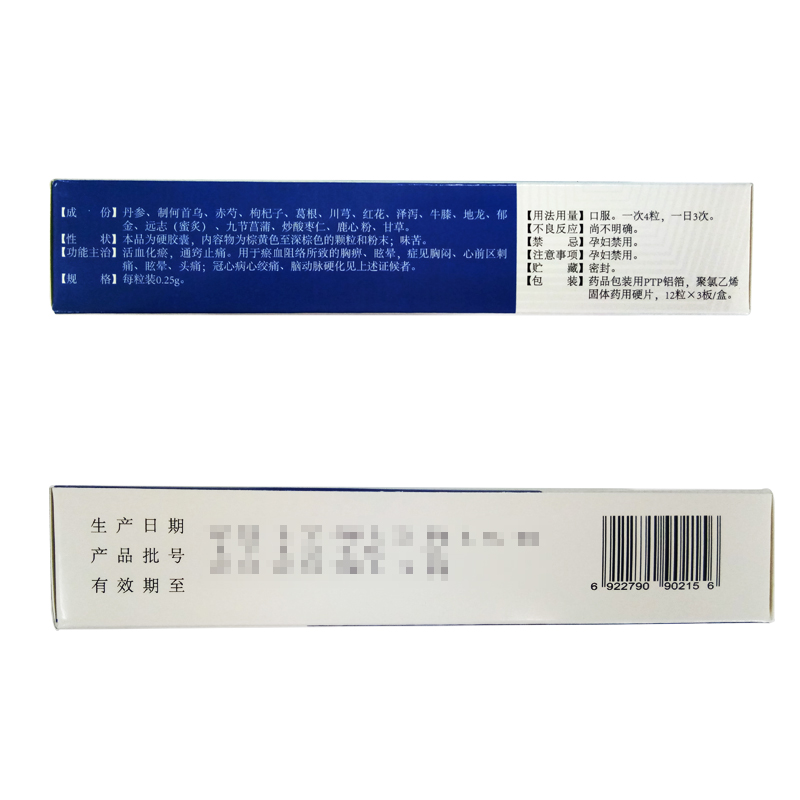 【成 份】丹参、制何首乌、赤芍、枸杞子、葛根、川芎、红花、泽泻、牛膝、地龙、郁
金、远志（蜜炙）、九节菖蒲、炒酸枣仁、鹿心粉、甘草。
【性 状】本品为硬胶囊，内容物为棕黄色至深棕色的颗粒和粉末；味苦。
【功能主治】活血化瘀，通窍止痛。用于瘀血阻络所致的胸痹、眩晕，症见胸闷、心前区刺
痛、眩晕、头痛；冠心病心绞痛、脑动脉硬化见上述证候者。
【规 格】每粒装0.25g。
【用法用量】口服。一次4粒，一日3次。
【不良反应】尚不明确。
【禁 忌】孕妇禁用。
【注意事项】孕妇禁用。
【贮 藏】密封。
【包 装】药品包装用PTP铝箔，聚氯乙烯
固体药用硬片，12粒×3板/盒。
生产日期
产品批号
有效期至
6 922790 902156